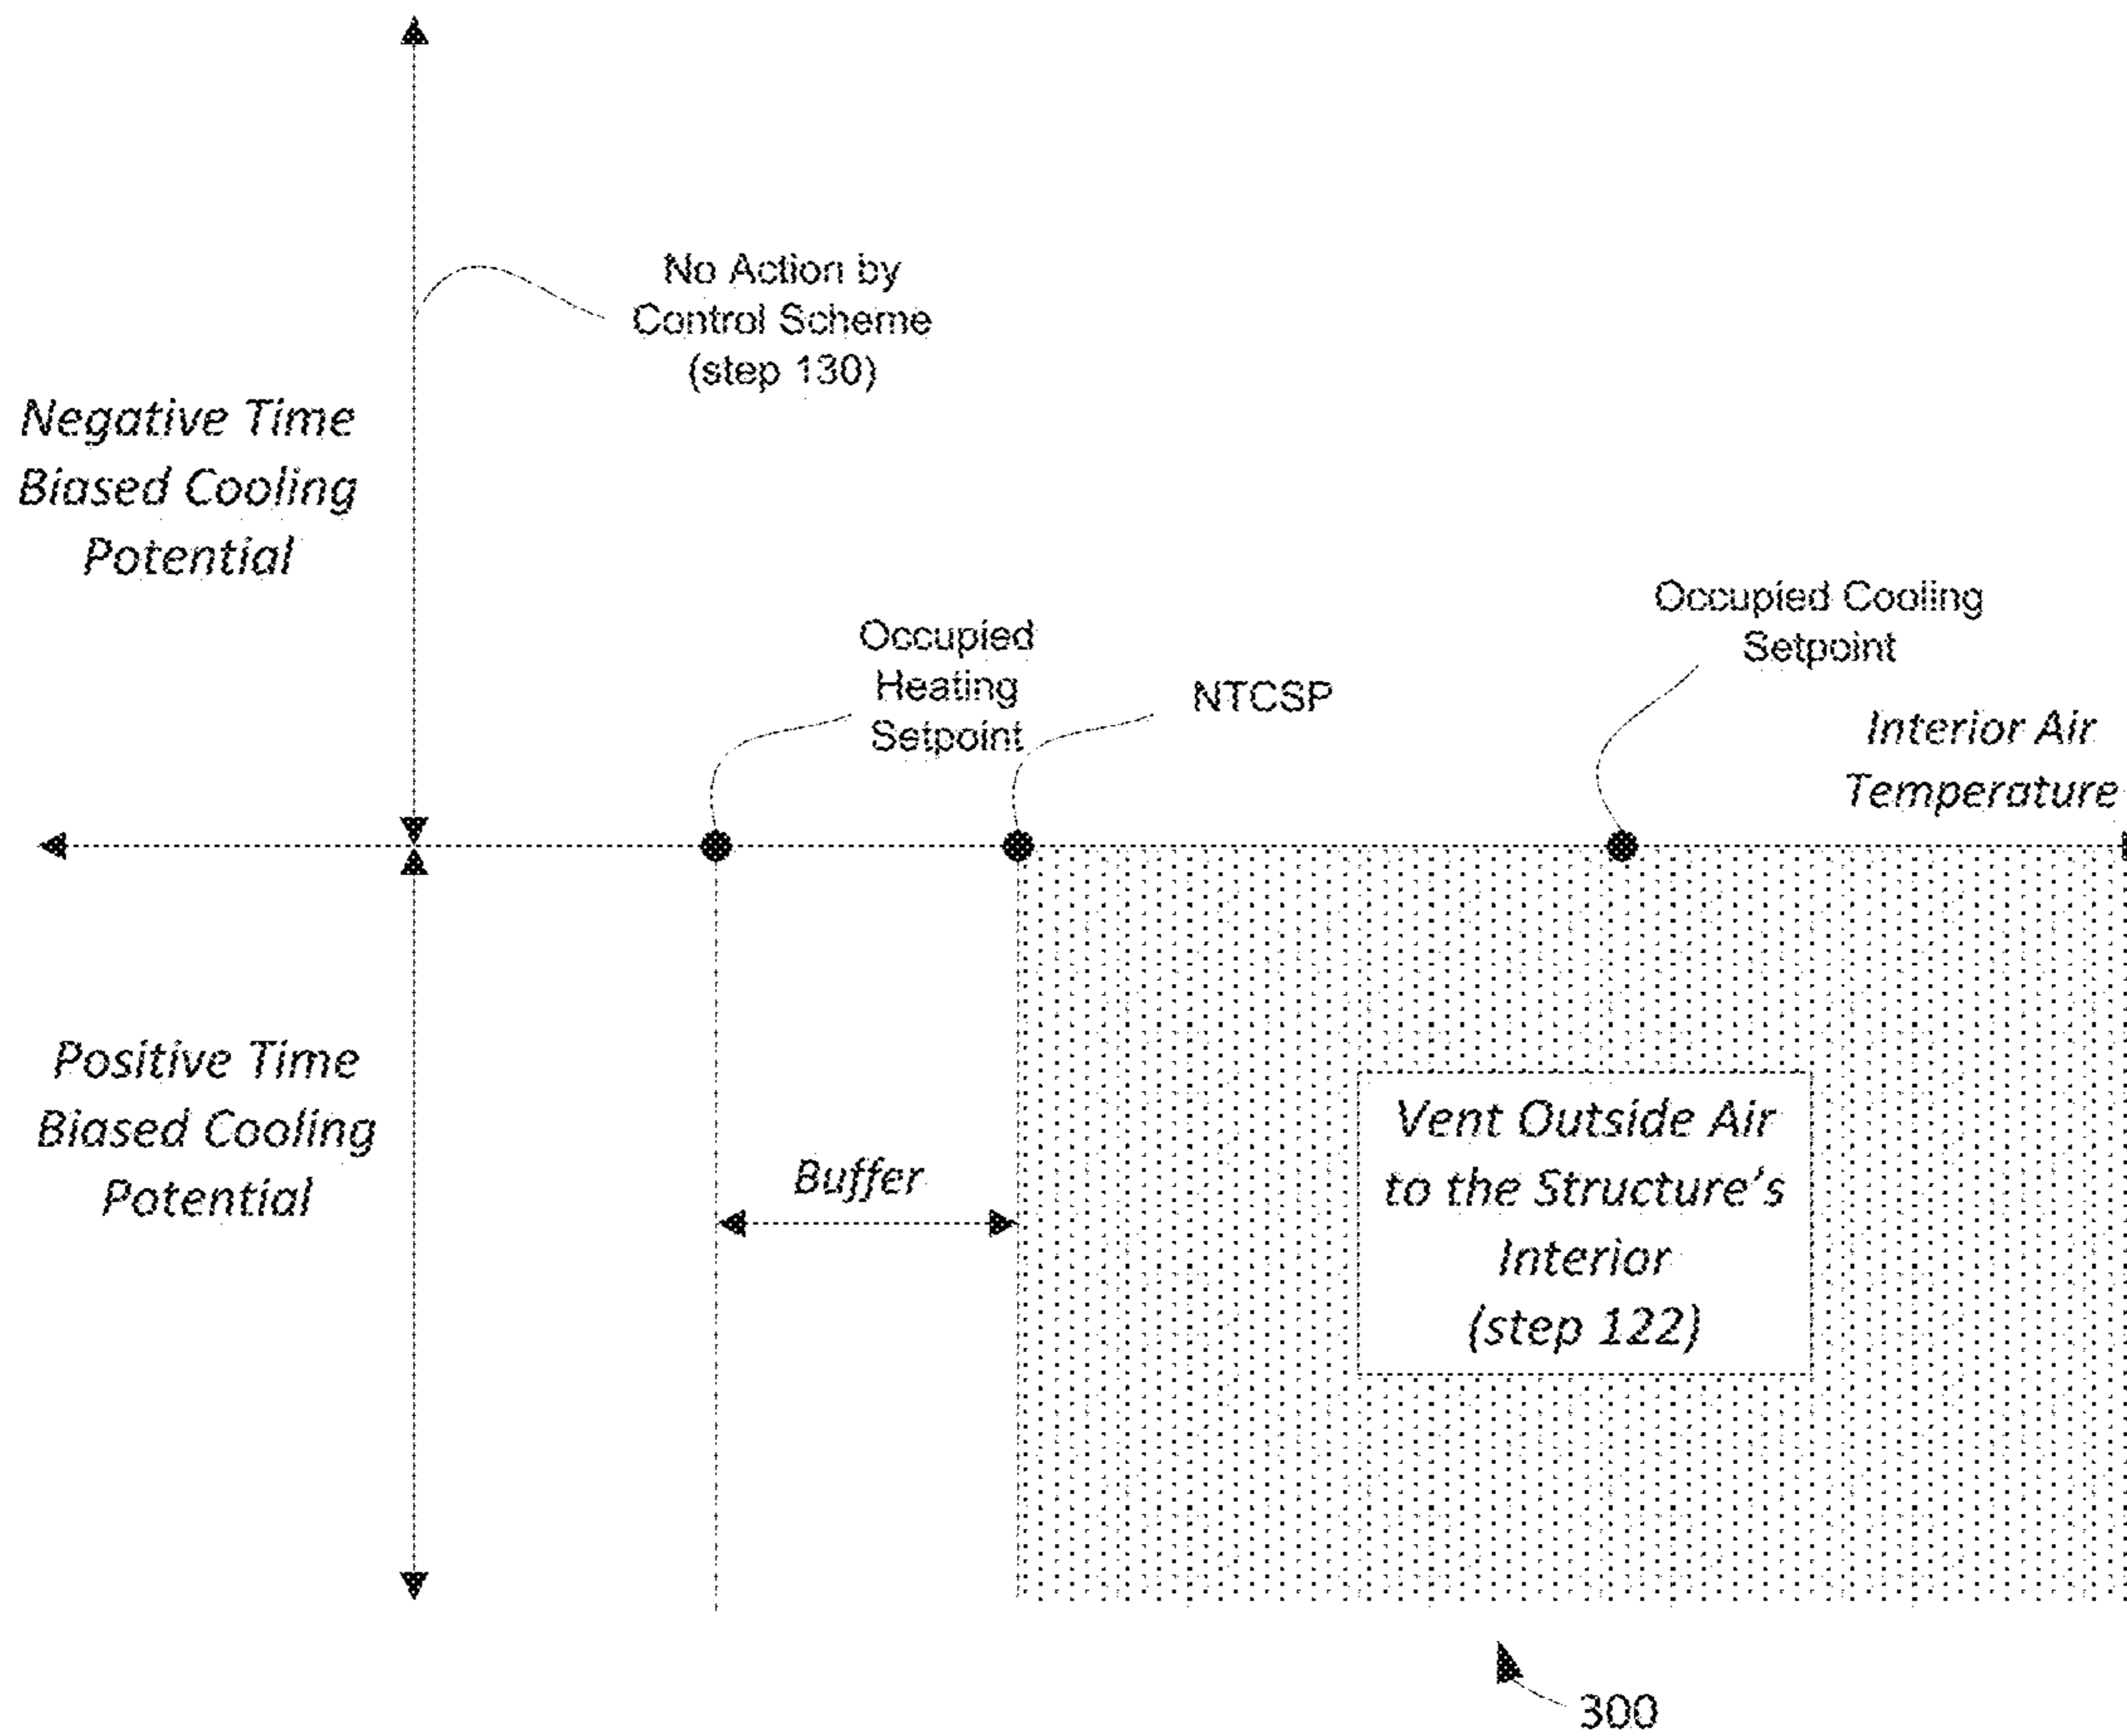 No Action by
Control Scheme
(step 130)
Negative Time
Biased Cooling
Potential
Occupied
Heating
Setpoint
NTCSP
Occupied Cooling
Setpoint
Interior Air
Temperature
Positive Time
Biased Cooling
Potential
Buffer
Vent Outside Air
to the Structure's
Interior
(step 122)
300